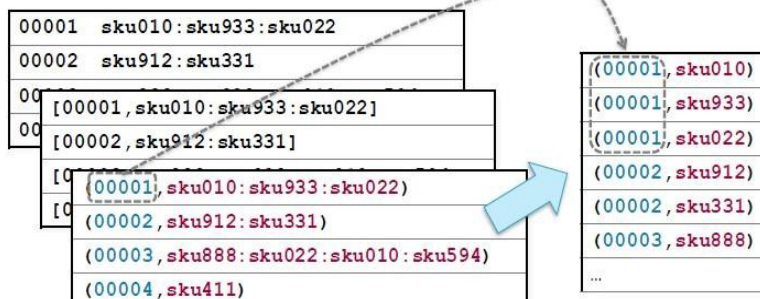 00001 sku010:sku933:sku022
00002 sku912:sku331
[00001,sku010:sku933:sku022]
[00002,sku912:sku331]
(00001,sku010:sku933:sku022)
(00002,sku912:sku331)
(00003,sku888:sku022:sku010:sku594)
(00004,sku411)
(00001,sku010)
(00001,sku933)
(00001,sku022)
(00002,sku912)
(00002,sku331)
(00003,sku888)
…